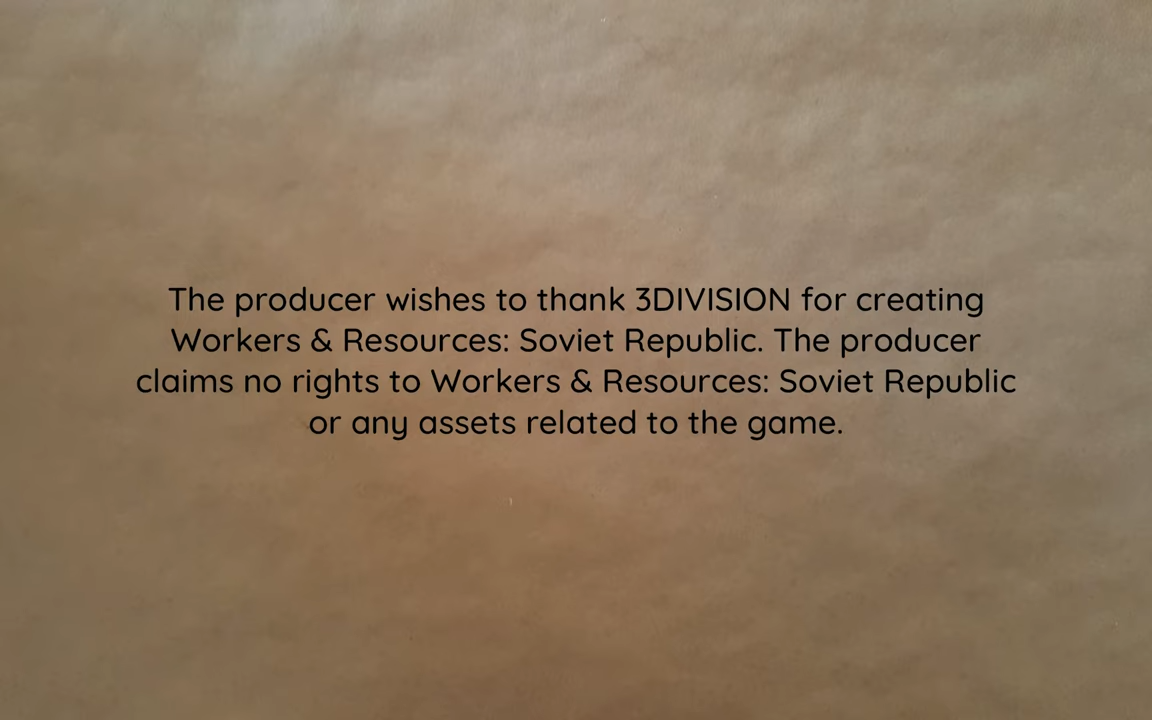 The producer wishes to thank 3DIVISION for creating
Workers & Resources: Soviet Republic. The producer
claims no rights to Workers & Resources: Soviet Republic
or any assets related to the game.